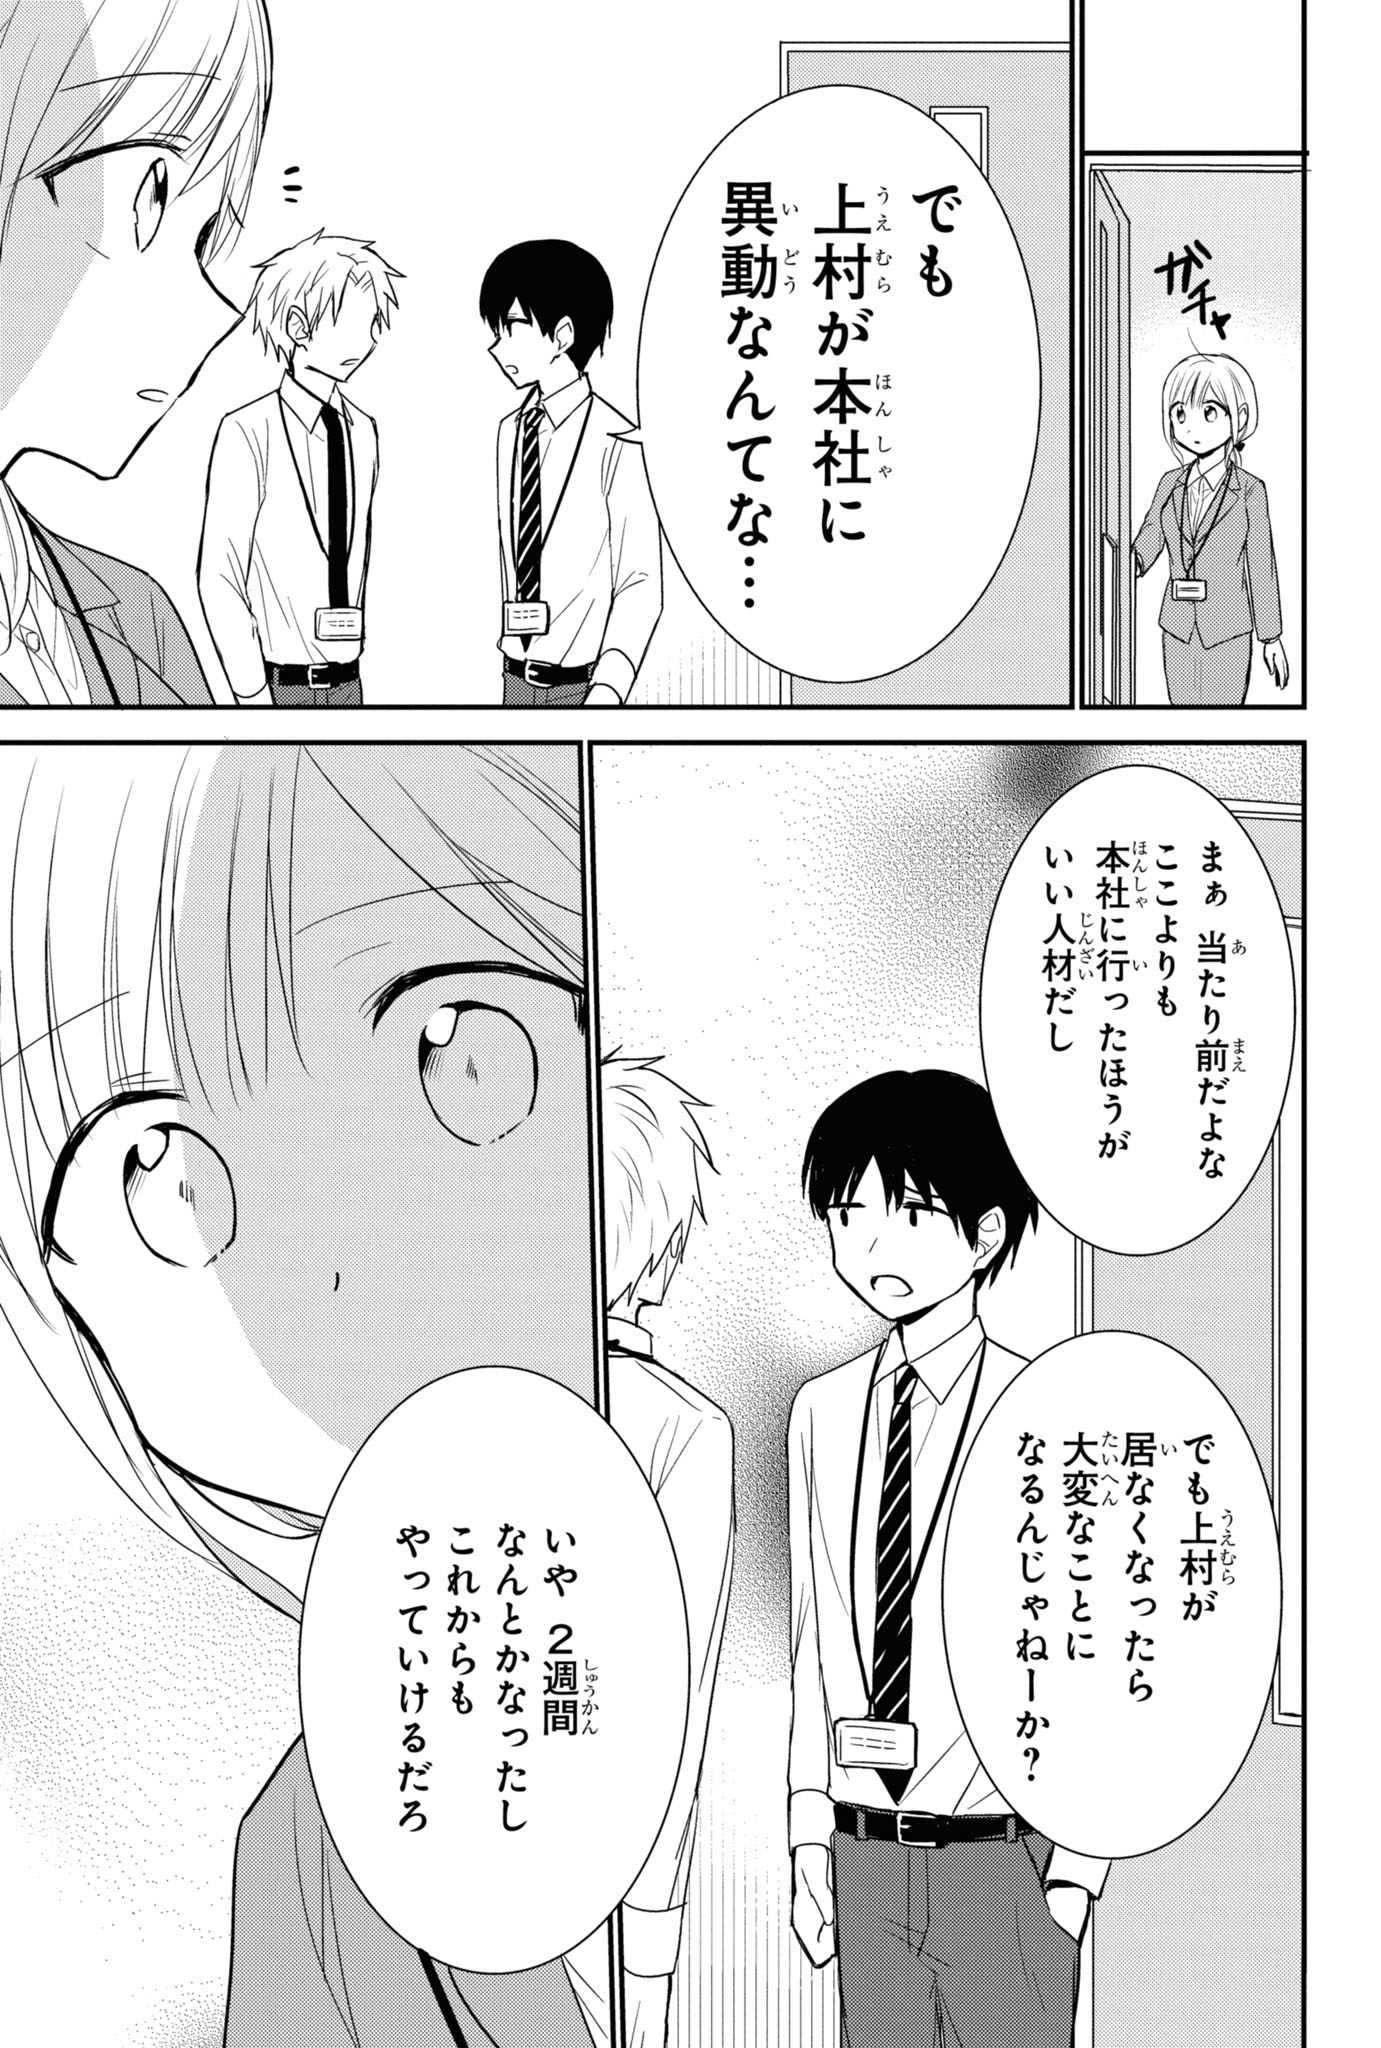 ガチャ
でも
上村が本社に
異動なんてな…
まぁ 当たり前だよな
ここよりも
本社に行ったほうが
いい人材だし
でも上村が
居なくなったら
大変なことに
なるんじゃねーか?
いや 2週間
なんとかなったし
これからも
やっていけるだろ